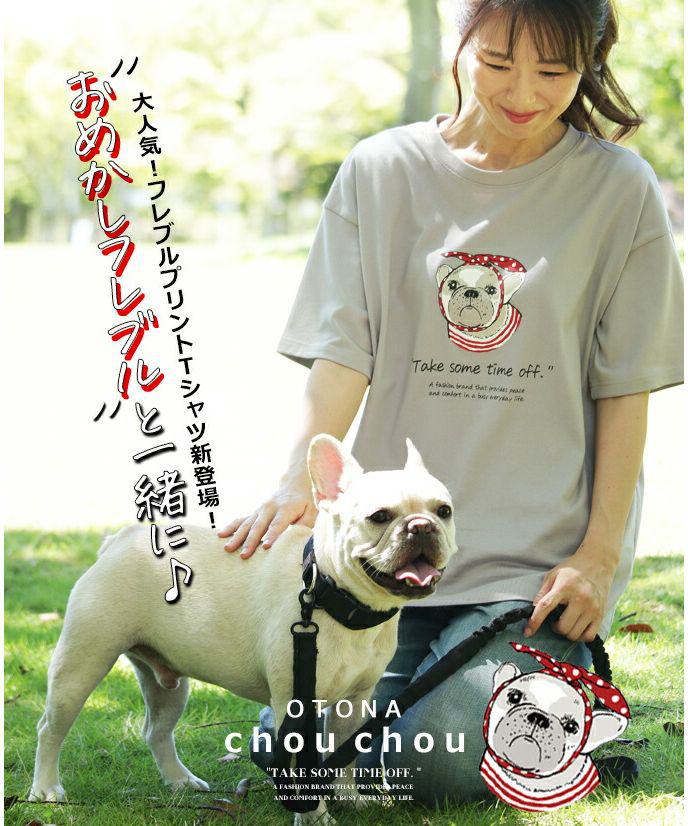 大人気!フレブルプリントTシャツ新登場!
"おめかしフレブル"と一緒に♪
"Take some time off."
A fashion brand that provides peace
and comfort in a busy everyday life.
OTONA
chou chou
"TAKE SOME TIME OFF. "
A FASHION BRAND THAT PROVIDES PEACE
AND COMFORT IN A BUSY EVERYDAY LIFE.